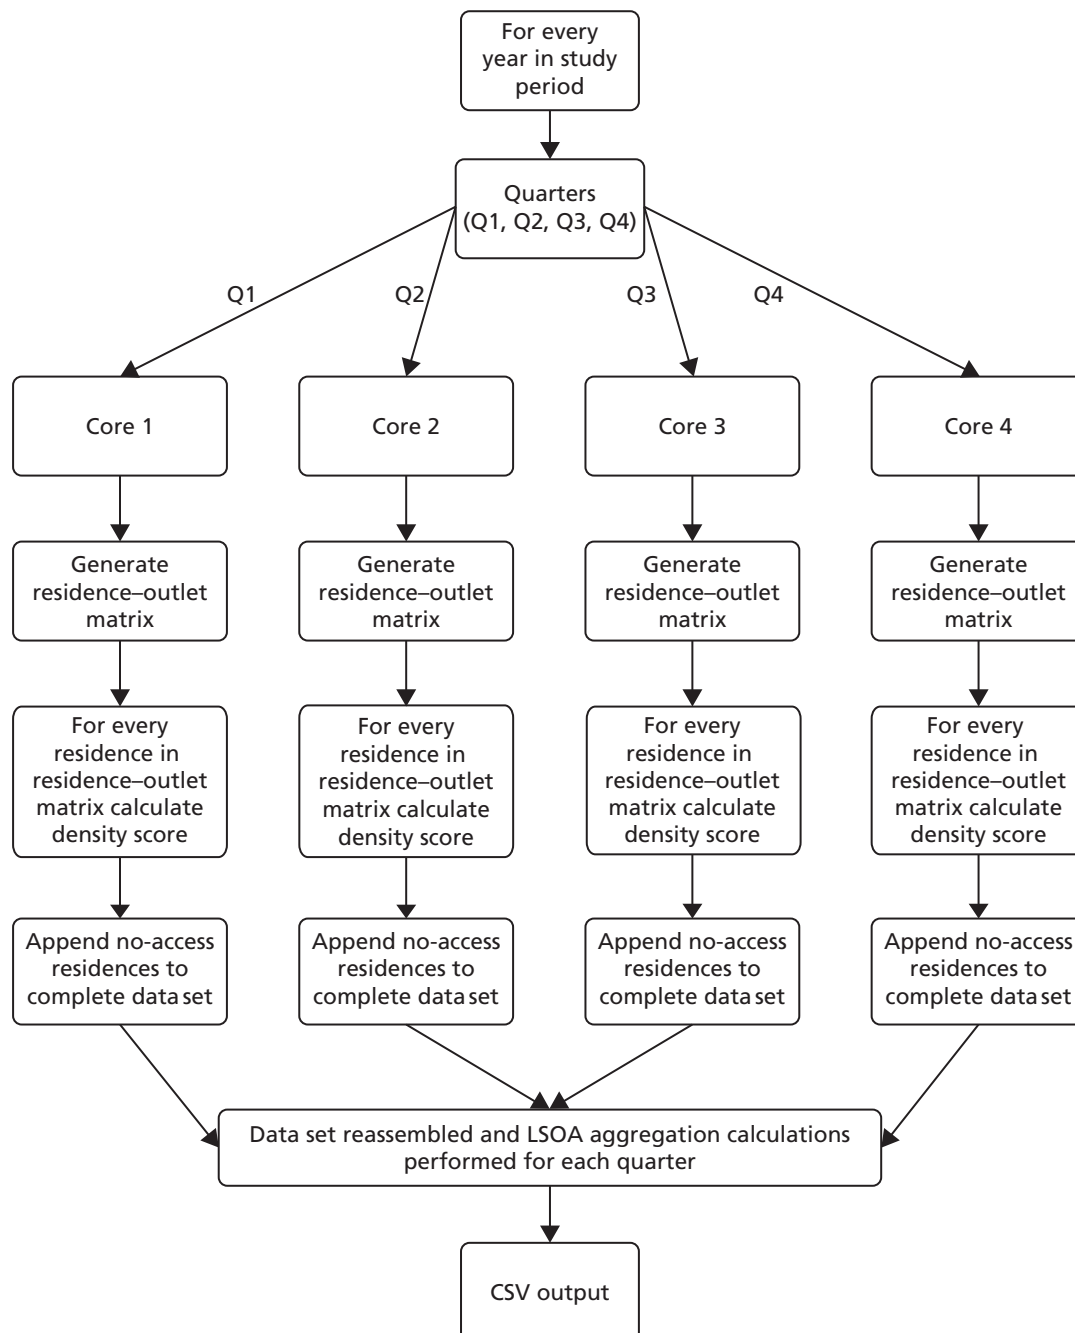 For every
year in study
period
Quarters
(Q1, Q2, Q3, Q4)
Q1
Q2
Q3
Q4
Core 1
Core 2
Core 3
Core 4
Generate
residence–outlet
matrix
Generate
residence–outlet
matrix
Generate
residence–outlet
matrix
Generate
residence–outlet
matrix
For every
residence in
residence–outlet
matrix calculate
density score
For every
residence in
residence–outlet
matrix calculate
density score
For every
residence in
residence–outlet
matrix calculate
density score
For every
residence in
residence–outlet
matrix calculate
density score
Append no-access
residences to
complete data set
Append no-access
residences to
complete data set
Append no-access
residences to
complete data set
Append no-access
residences to
complete data set
Data set reassembled and LSOA aggregation calculations
performed for each quarter
CSV output